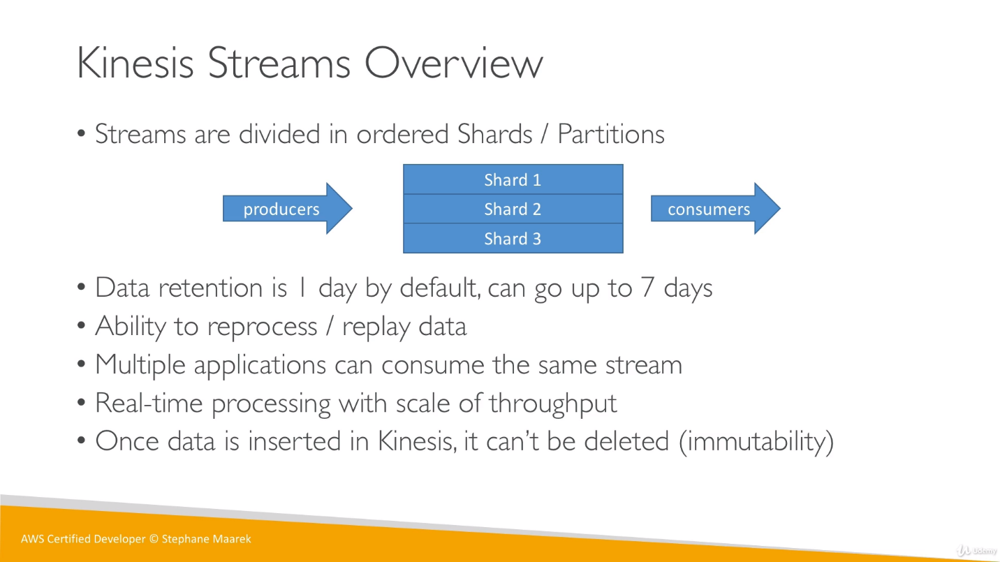 Kinesis Streams Overview
• Streams are divided in ordered Shards / Partitions
Shard 1
producers
Shard 2
consumers
Shard 3
• Data retention is 1 day by default, can go up to 7 days
• Ability to reprocess / replay data
• Multiple applications can consume the same stream
• Real-time processing with scale of throughput
• Once data is inserted in Kinesis, it can’t be deleted (immutability)
AWS Certified Developer © Stephane Maarek
Udemy